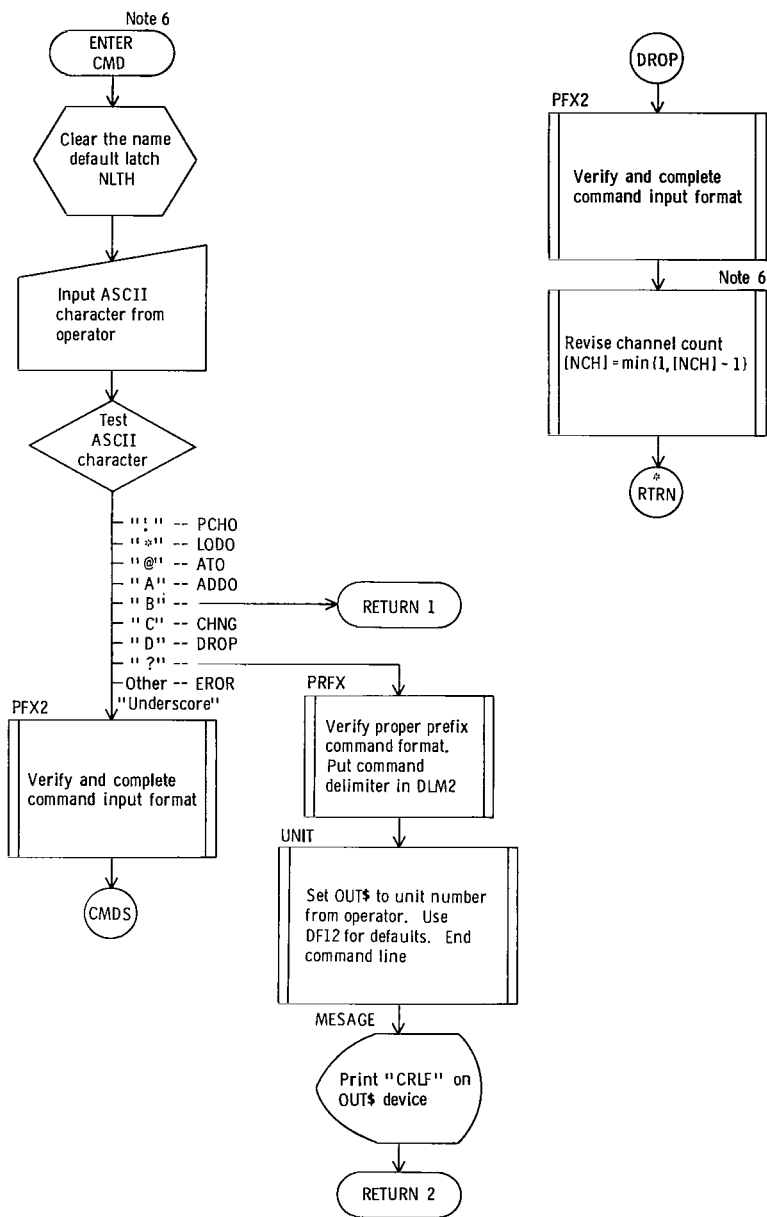 Note 6
ENTER
CMD
Clear the name
default latch
NLTH
Input ASCII
character from
operator
Test
ASCII
character
"!" -- PCHO
"*" -- LODO
"@" -- ATO
"A" -- ADDO
"B" --
RETURN 1
"C" -- CHNG
"D" -- DROP
"?" --
Other -- EROR
"Underscore"
PFX2
Verify and complete
command input format
CMDS
PRFX
Verify proper prefix
command format.
Put command
delimiter in DLM2
UNIT
Set OUT$ to unit number
from operator. Use
DFI2 for defaults. End
command line
MESAGE
Print "CRLF" on
OUT$ device
RETURN 2
DROP
PFX2
Verify and complete
command input format
Note 6
Revise channel count
[NCH] = min{1, [NCH] - 1}
*
RTRN